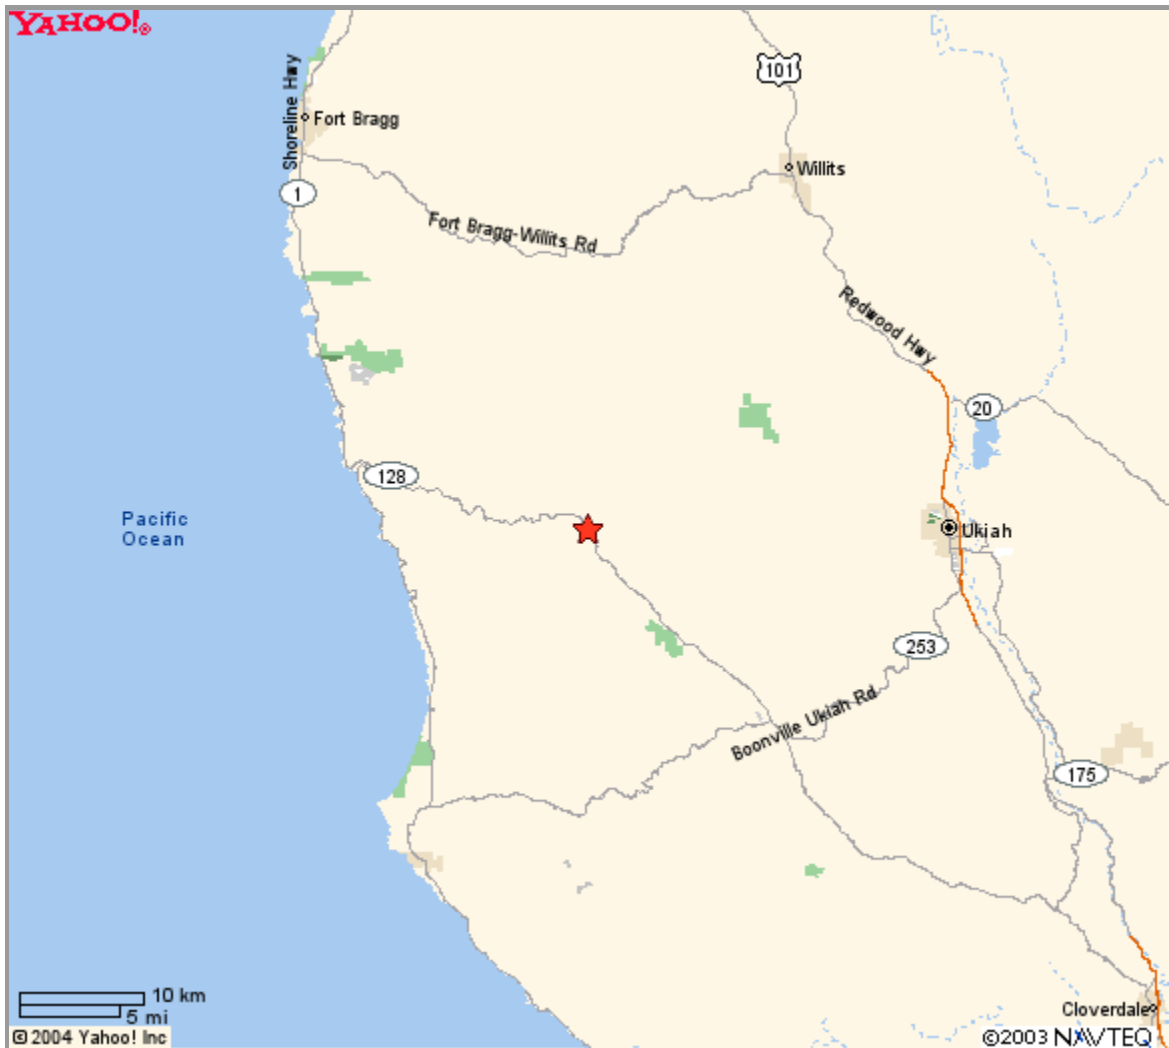 YAHOO!®
101
Shoreline Hwy
Fort Bragg
Willits
1
Fort Bragg-Willits Rd
Redwood Hwy
20
128
Pacific
Ocean
Ukiah
253
Boonville Ukiah Rd
175
10 km
5 mi
Cloverdale
© 2004 Yahoo! Inc
©2003 NAVTEQ